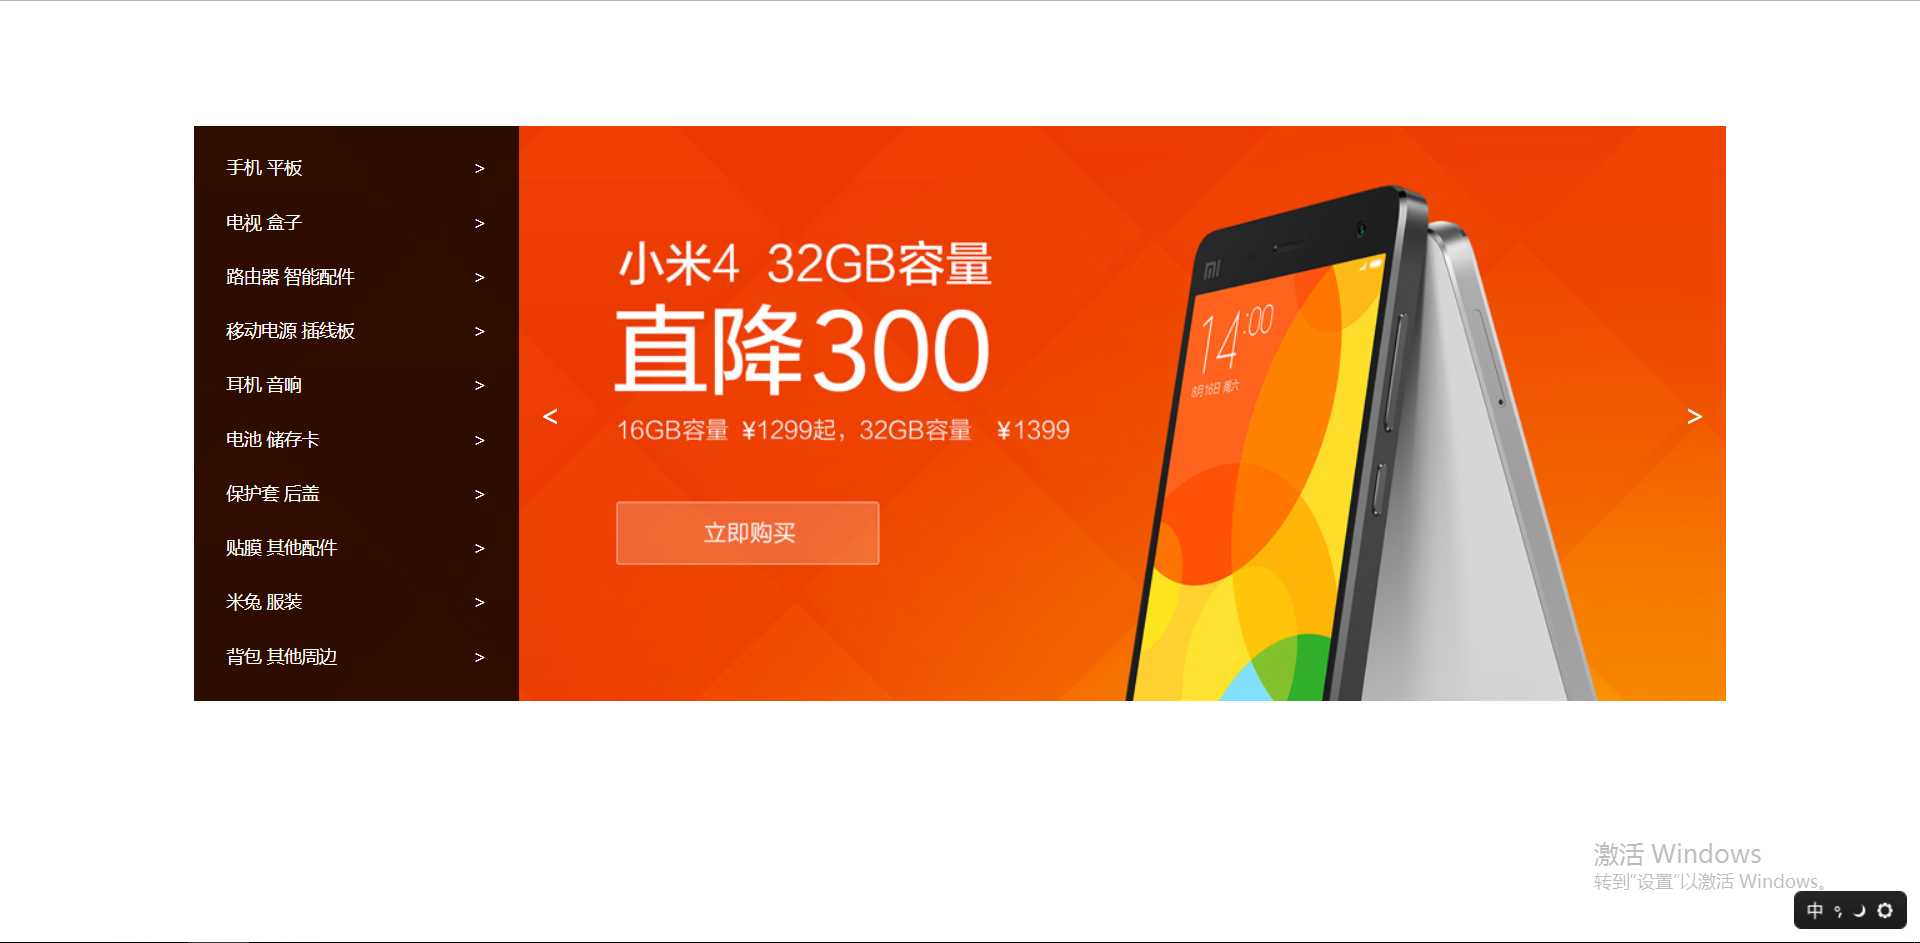 手机 平板 >
电视 盒子 >
路由器 智能配件 >
移动电源 插线板 >
耳机 音响 >
电池 储存卡 >
保护套 后盖 >
贴膜 其他配件 >
米兔 服装 >
背包 其他周边 >
<
小米4 32GB容量
直降300
16GB容量 ¥1299起，32GB容量 ¥1399
立即购买
MI
14:00
8月16日 周六
>
激活 Windows
转到"设置"以激活 Windows。
中